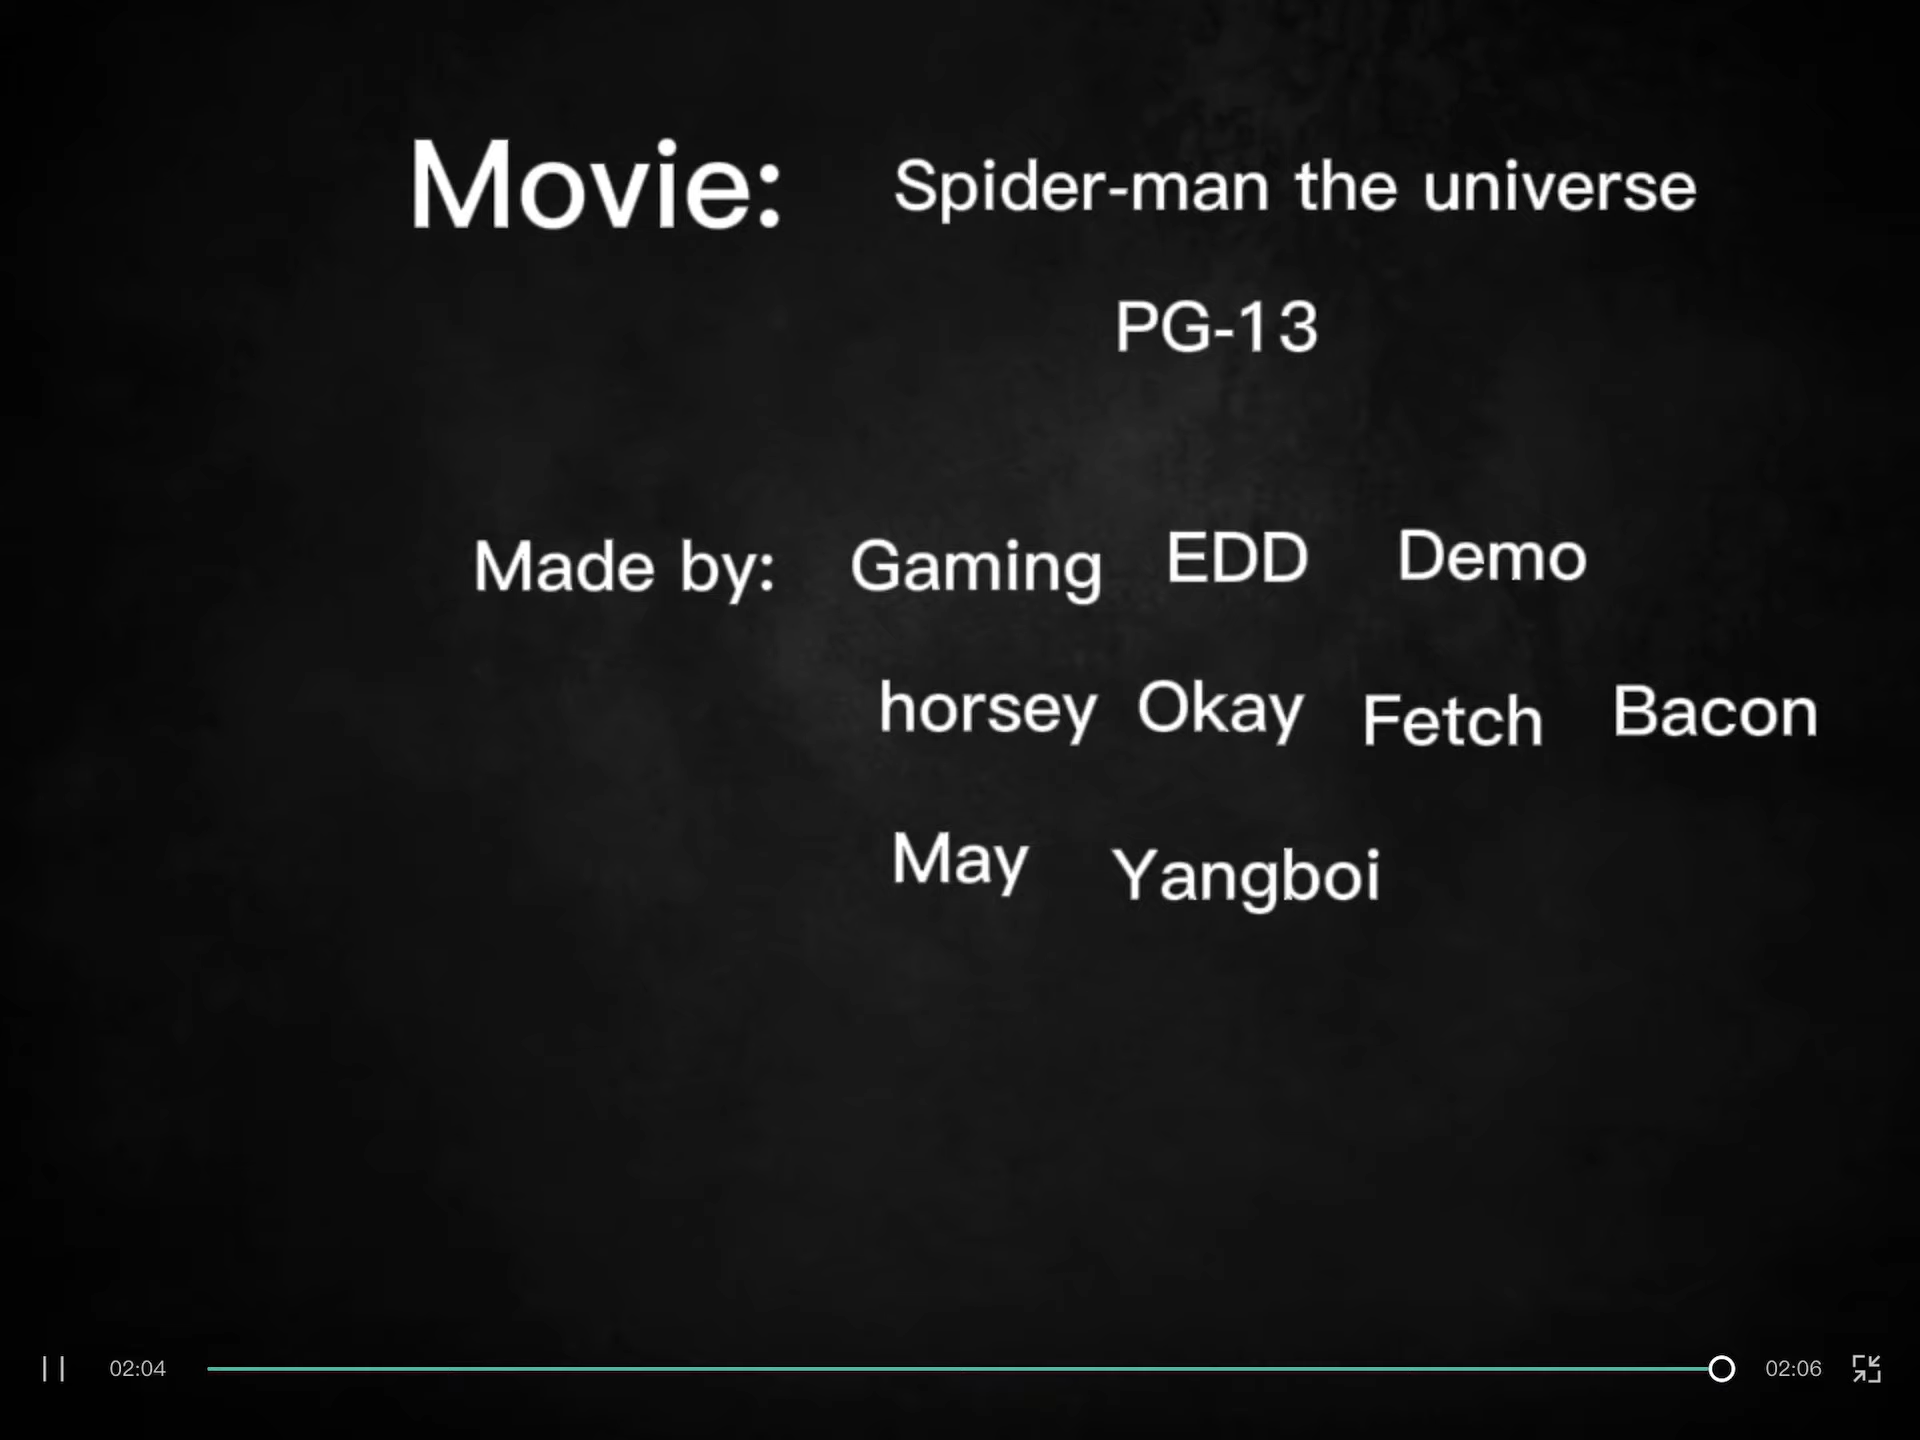 Movie: Spider-man the universe
PG-13
Made by: Gaming EDD Demo
horsey Okay Fetch Bacon
May Yangboi
02:04 02:06